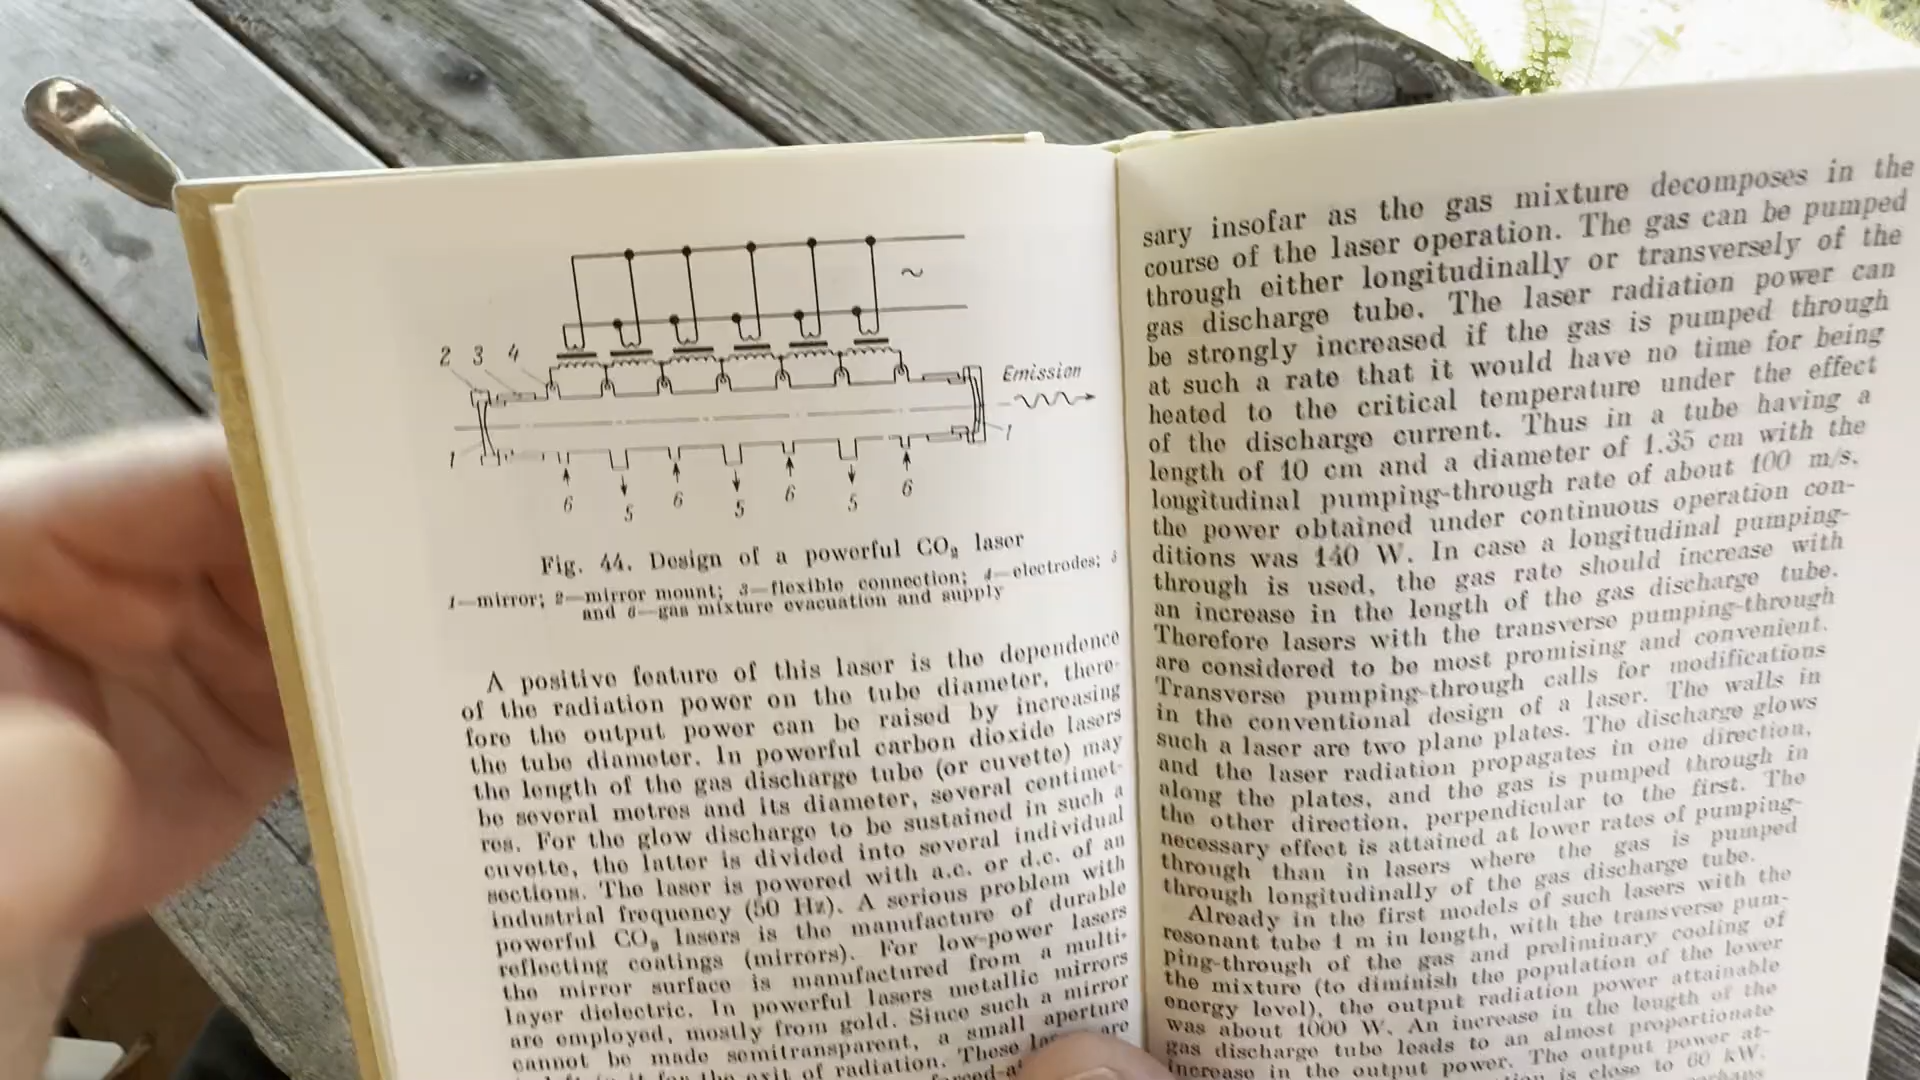 ~
2 3 4
Emission
1
1
6 5 6 5 6 5 6
Fig. 44. Design of a powerful CO₂ laser
1—mirror; 2—mirror mount; 3—flexible connection; 4—electrodes; 5
and 6—gas mixture evacuation and supply
A positive feature of this laser is the dependence
of the radiation power on the tube diameter, there-
fore the output power can be raised by increasing
the tube diameter. In powerful carbon dioxide lasers
the length of the gas discharge tube (or cuvette) may
be several metres and its diameter, several centimet-
res. For the glow discharge to be sustained in such a
cuvette, the latter is divided into several individual
sections. The laser is powered with a.c. or d.c. of an
industrial frequency (50 Hz). A serious problem with
powerful CO₂ lasers is the manufacture of durable
reflecting coatings (mirrors). For low-power lasers
the mirror surface is manufactured from a multi-
layer dielectric. In powerful lasers metallic mirrors
are employed, mostly from gold. Since such a mirror
cannot be made semitransparent, a small aperture
is left in it for the exit of radiation. These are
sary insofar as the gas mixture decomposes in the
course of the laser operation. The gas can be pumped
through either longitudinally or transversely of the
gas discharge tube. The laser radiation power can
be strongly increased if the gas is pumped through
at such a rate that it would have no time for being
heated to the critical temperature under the effect
of the discharge current. Thus in a tube having a
length of 10 cm and a diameter of 1.35 cm with the
longitudinal pumping-through rate of about 100 m/s,
the power obtained under continuous operation con-
ditions was 140 W. In case a longitudinal pumping-
through is used, the gas rate should increase with
an increase in the length of the gas discharge tube.
Therefore lasers with the transverse pumping-through
are considered to be most promising and convenient.
Transverse pumping-through calls for modifications
in the conventional design of a laser. The walls in
such a laser are two plane plates. The discharge glows
and the laser radiation propagates in one direction,
along the plates, and the gas is pumped through in
the other direction, perpendicular to the first. The
necessary effect is attained at lower rates of pumping-
through than in lasers where the gas is pumped
through longitudinally of the gas discharge tube.
Already in the first models of such lasers with the
resonant tube 1 m in length, with the transverse pum-
ping-through of the gas and preliminary cooling of
the mixture (to diminish the population of the lower
energy level), the output radiation power attainable
was about 1000 W. An increase in the length of the
gas discharge tube leads to an almost proportionate
increase in the output power. The output power at-
is close to 60 kW.